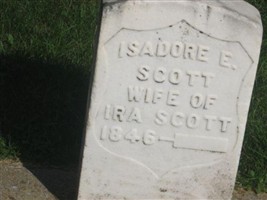 ISADORE E.
SCOTT
WIFE OF
IRA SCOTT
1846-